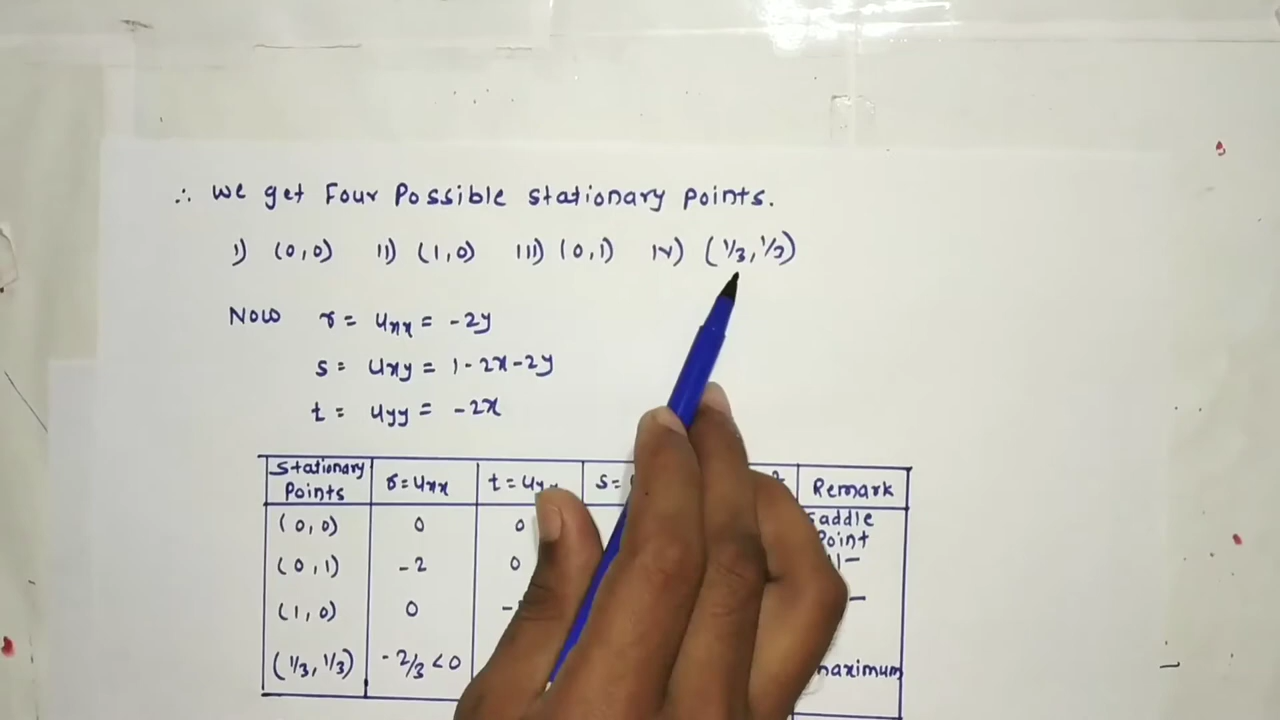 ∴ We get Four Possible Stationary Points.
i) (0,0) ii) (1,0) iii) (0,1) iv) (1/3, 1/3)
Now r = uxx = -2y
s = uxy = 1-2x-2y
t = uyy = -2x
Stationary Points r = uxx t = s = Remark
(0,0) 0 0 Point
(0,1) -2 0
(1,0) 0
(1/3, 1/3) -2/3 < 0 maximum